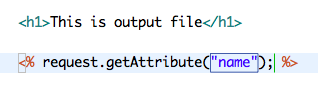 <h1>This is output file</h1>
<% request.getAttribute("name"); %>